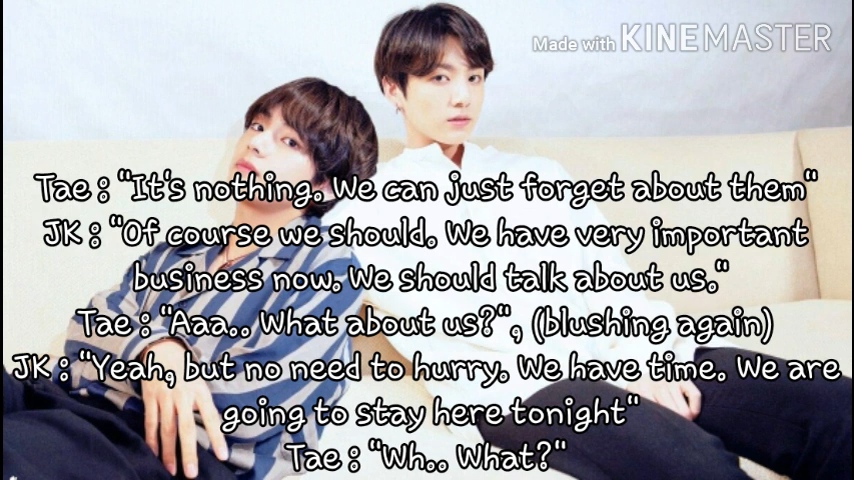 Made with KINEMASTER
Tae : "It's nothing. We can just forget about them"
JK : "Of course we should. We have very important
business now. We should talk about us."
Tae : "Aaa.. What about us?", (blushing again)
JK : "Yeah, but no need to hurry. We have time. We are
going to stay here tonight"
Tae : "Wh.. What?"